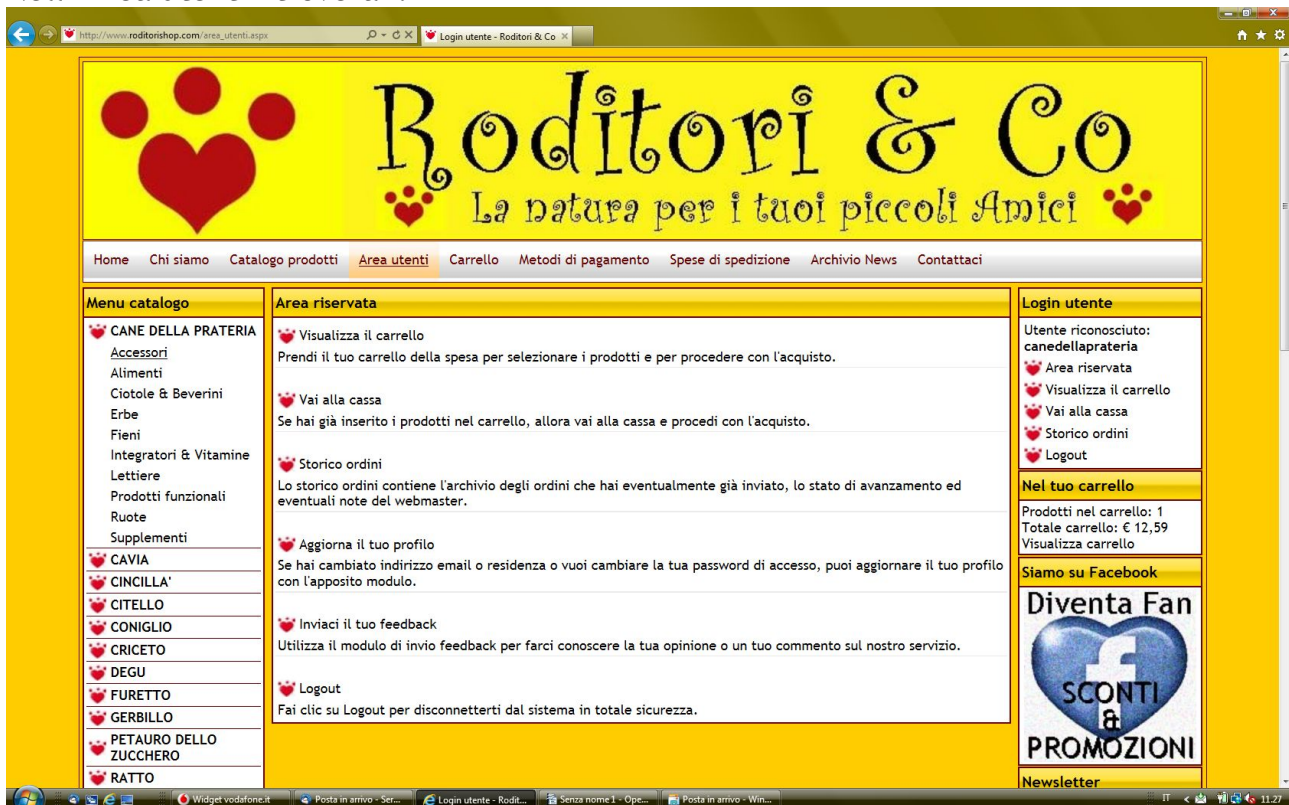 http://www.roditorishop.com/area_utenti.aspx
Login utente - Roditori & Co
Roditori & Co
La natura per i tuoi piccoli Amici
Home Chi siamo Catalogo prodotti Area utenti Carrello Metodi di pagamento Spese di spedizione Archivio News Contattaci
Menu catalogo
CANE DELLA PRATERIA
Accessori
Alimenti
Ciotole & Beverini
Erbe
Fieni
Integratori & Vitamine
Lettiere
Prodotti funzionali
Ruote
Supplementi
CAVIA
CINCILLA'
CITELLO
CONIGLIO
CRICETO
DEGU
FURETTO
GERBILLO
PETAURO DELLO
ZUCCHERO
RATTO
Area riservata
Visualizza il carrello
Prendi il tuo carrello della spesa per selezionare i prodotti e per procedere con l'acquisto.
Vai alla cassa
Se hai già inserito i prodotti nel carrello, allora vai alla cassa e procedi con l'acquisto.
Storico ordini
Lo storico ordini contiene l'archivio degli ordini che hai eventualmente già inviato, lo stato di avanzamento ed
eventuali note del webmaster.
Aggiorna il tuo profilo
Se hai cambiato indirizzo email o residenza o vuoi cambiare la tua password di accesso, puoi aggiornare il tuo profilo
con l'apposito modulo.
Inviaci il tuo feedback
Utilizza il modulo di invio feedback per farci conoscere la tua opinione o un tuo commento sul nostro servizio.
Logout
Fai clic su Logout per disconnetterti dal sistema in totale sicurezza.
Login utente
Utente riconosciuto:
canedellaprateria
Area riservata
Visualizza il carrello
Vai alla cassa
Storico ordini
Logout
Nel tuo carrello
Prodotti nel carrello: 1
Totale carrello: € 12,59
Visualizza carrello
Siamo su Facebook
Diventa Fan
f
SCONTI
&
PROMOZIONI
Newsletter
Widget vodafone.it
Posta in arrivo - Ser...
Login utente - Rodit...
Senza nome 1 - Ope...
Posta in arrivo - Win...
IT
11.27